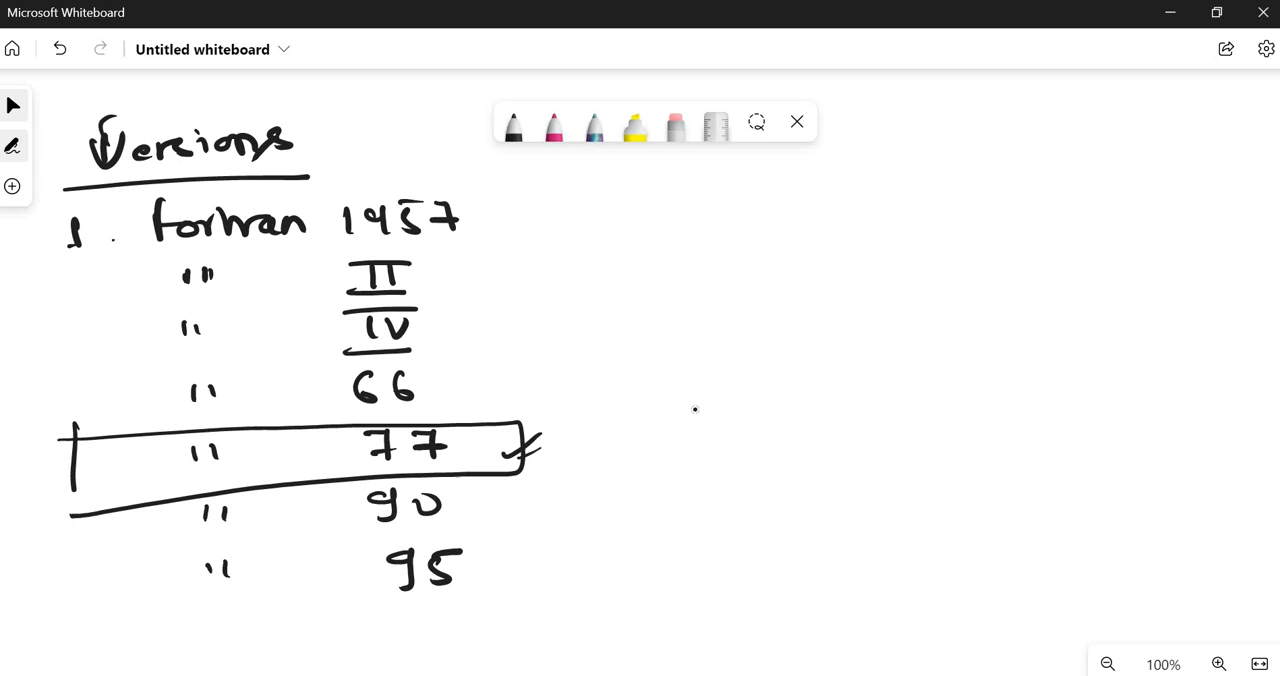 Microsoft Whiteboard
Untitled whiteboard
Versions
1. Fortran 1957
" II
" IV
" 66
" 77
" 90
" 95
100%